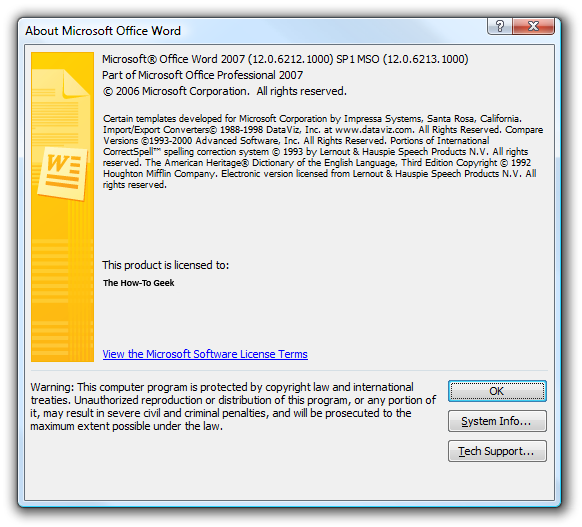 About Microsoft Office Word
Microsoft® Office Word 2007 (12.0.6212.1000) SP1 MSO (12.0.6213.1000)
Part of Microsoft Office Professional 2007
© 2006 Microsoft Corporation.  All rights reserved.
Certain templates developed for Microsoft Corporation by Impressa Systems, Santa Rosa, California.
Import/Export Converters© 1988-1998 DataViz, Inc. at www.dataviz.com. All Rights Reserved. Compare
Versions ©1993-2000 Advanced Software, Inc. All Rights Reserved. Portions of International
CorrectSpell™ spelling correction system © 1993 by Lernout & Hauspie Speech Products N.V. All rights
reserved. The American Heritage® Dictionary of the English Language, Third Edition Copyright © 1992
Houghton Mifflin Company. Electronic version licensed from Lernout & Hauspie Speech Products N.V. All
rights reserved.
W
This product is licensed to:
The How-To Geek
View the Microsoft Software License Terms
Warning: This computer program is protected by copyright law and international
treaties. Unauthorized reproduction or distribution of this program, or any portion of
it, may result in severe civil and criminal penalties, and will be prosecuted to the
maximum extent possible under the law.
OK
System Info...
Tech Support...